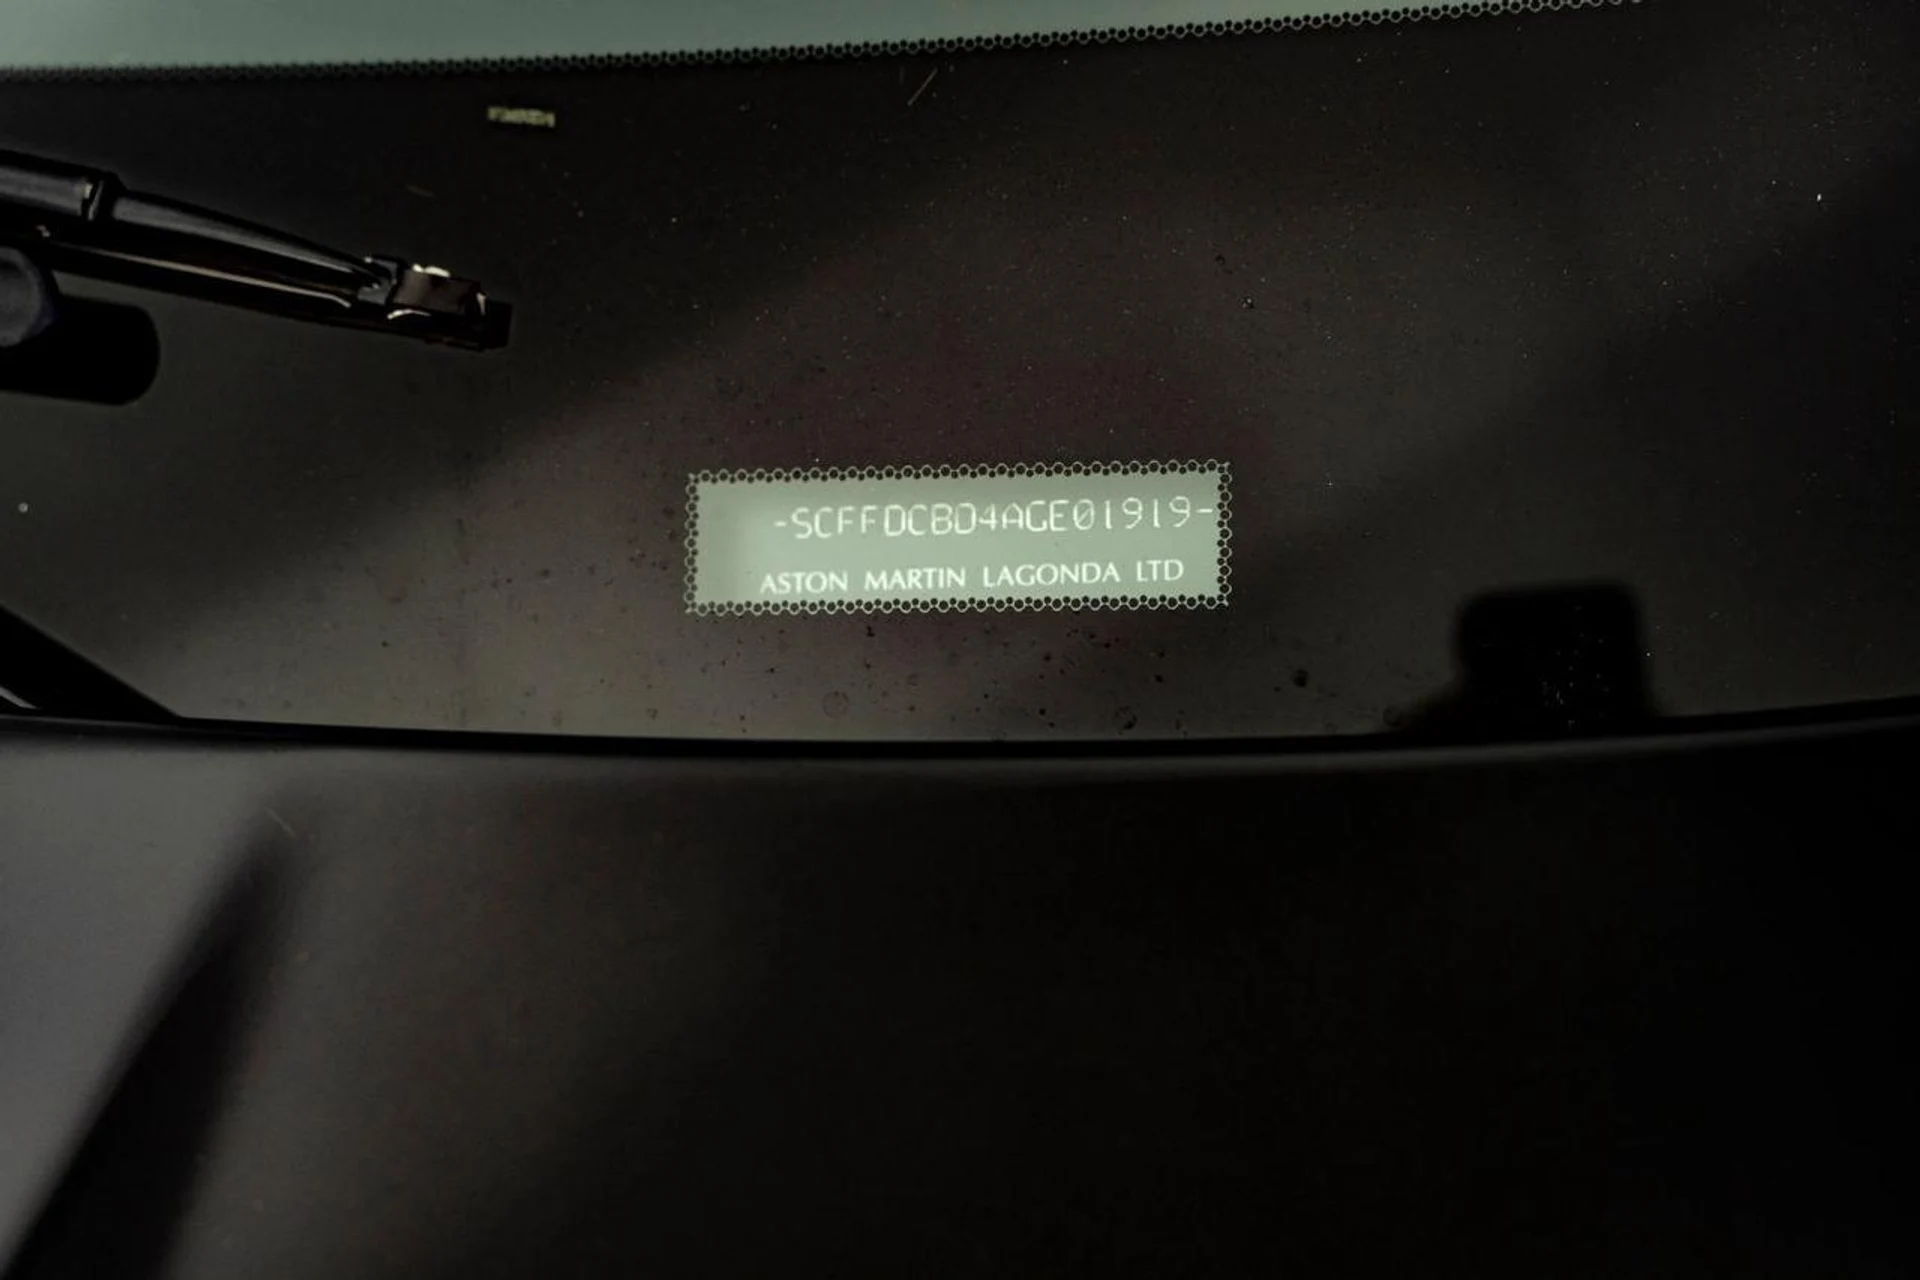 -SCFFDCBD4AGE01919-
ASTON MARTIN LAGONDA LTD